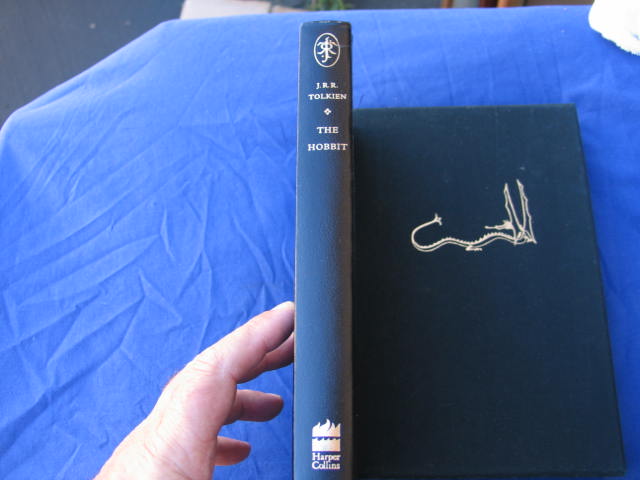 J.R.R.
TOLKIEN
THE
HOBBIT
Harper
Collins